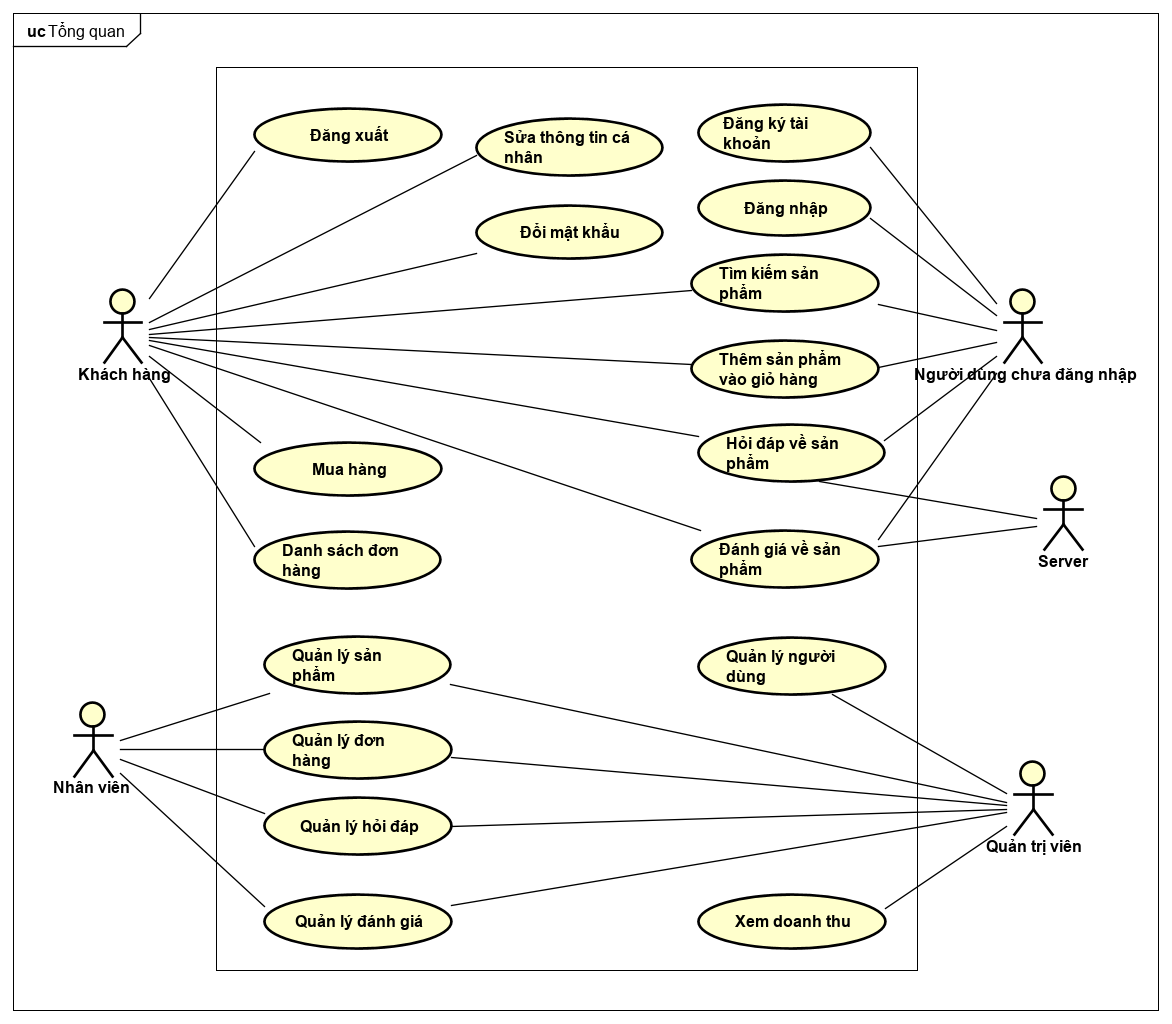 uc Tổng quan
Đăng xuất
Sửa thông tin cá
nhân
Đăng ký tài
khoản
Đổi mật khẩu
Đăng nhập
Tìm kiếm sản
phẩm
Khách hàng
Thêm sản phẩm
vào giỏ hàng
Người dùng chưa đăng nhập
Mua hàng
Hỏi đáp về sản
phẩm
Danh sách đơn
hàng
Đánh giá về sản
phẩm
Server
Quản lý sản
phẩm
Quản lý người
dùng
Nhân viên
Quản lý đơn
hàng
Quản lý hỏi đáp
Quản trị viên
Quản lý đánh giá
Xem doanh thu